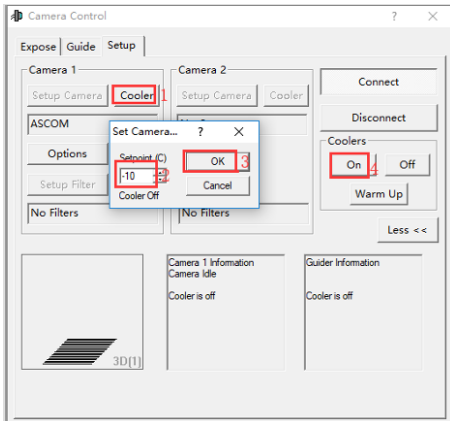 Camera Control
? ×
Expose Guide Setup
Camera 1
Setup Camera Cooler 1
ASCOM
Options
Setup Filter
No Filters
Camera 2
Setup Camera Cooler
No Filters
Set Camera... ? ×
Setpoint (C)
-10 2
Cooler Off
OK 3
Cancel
Connect
Disconnect
Coolers
On 4 Off
Warm Up
Less <<
3D[1]
Camera 1 Information
Camera Idle
Cooler is off
Guider Information
Cooler is off